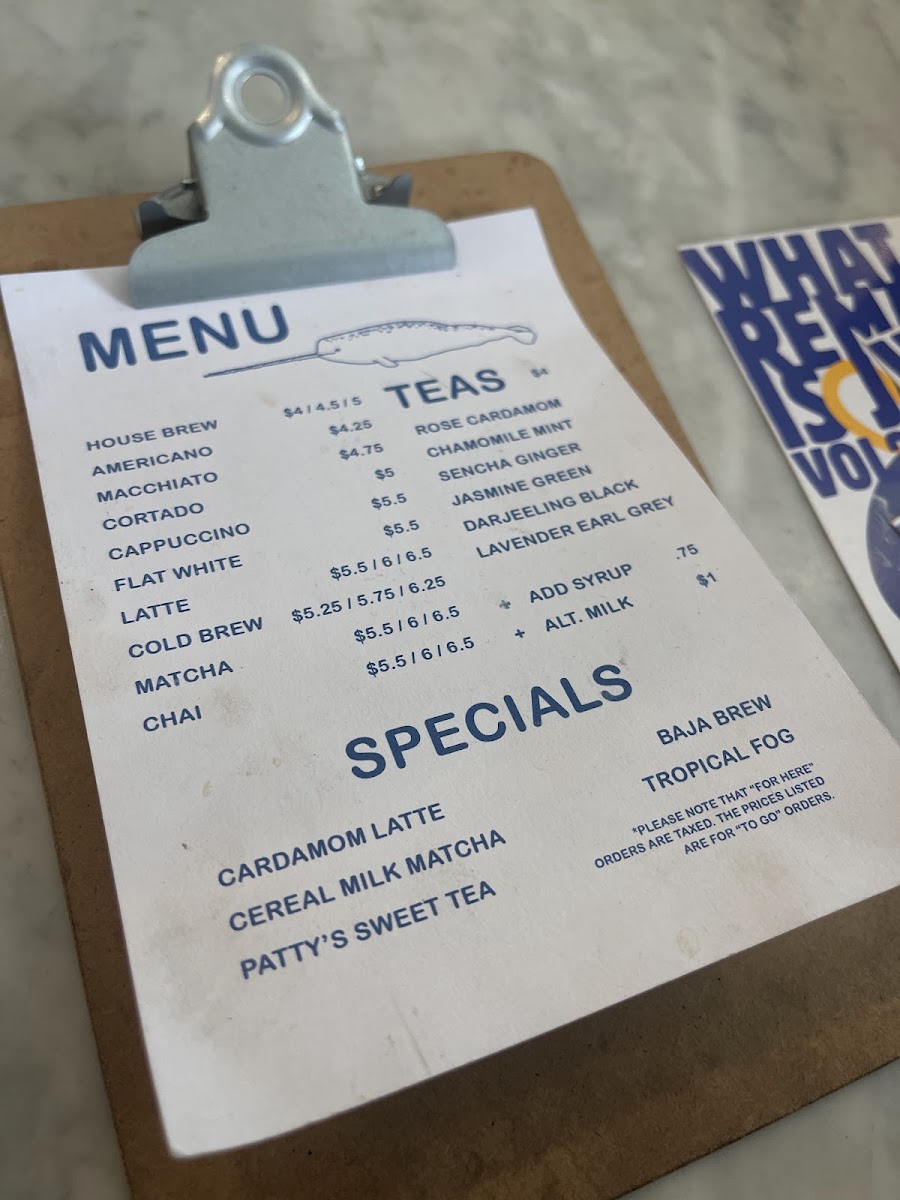 MENU
HOUSE BREW $4 / 4.5 / 5
AMERICANO $4.25
MACCHIATO $4.75
CORTADO $5
CAPPUCCINO $5.5
FLAT WHITE $5.5
LATTE $5.5 / 6 / 6.5
COLD BREW $5.25 / 5.75 / 6.25
MATCHA $5.5 / 6 / 6.5
CHAI $5.5 / 6 / 6.5
TEAS $4
ROSE CARDAMOM
CHAMOMILE MINT
SENCHA GINGER
JASMINE GREEN
DARJEELING BLACK
LAVENDER EARL GREY
+ ADD SYRUP .75
+ ALT. MILK $1
SPECIALS
CARDAMOM LATTE
CEREAL MILK MATCHA
PATTY'S SWEET TEA
BAJA BREW
TROPICAL FOG
*PLEASE NOTE THAT "FOR HERE"
ORDERS ARE TAXED. THE PRICES LISTED
ARE FOR "TO GO" ORDERS.
WHAT
IS